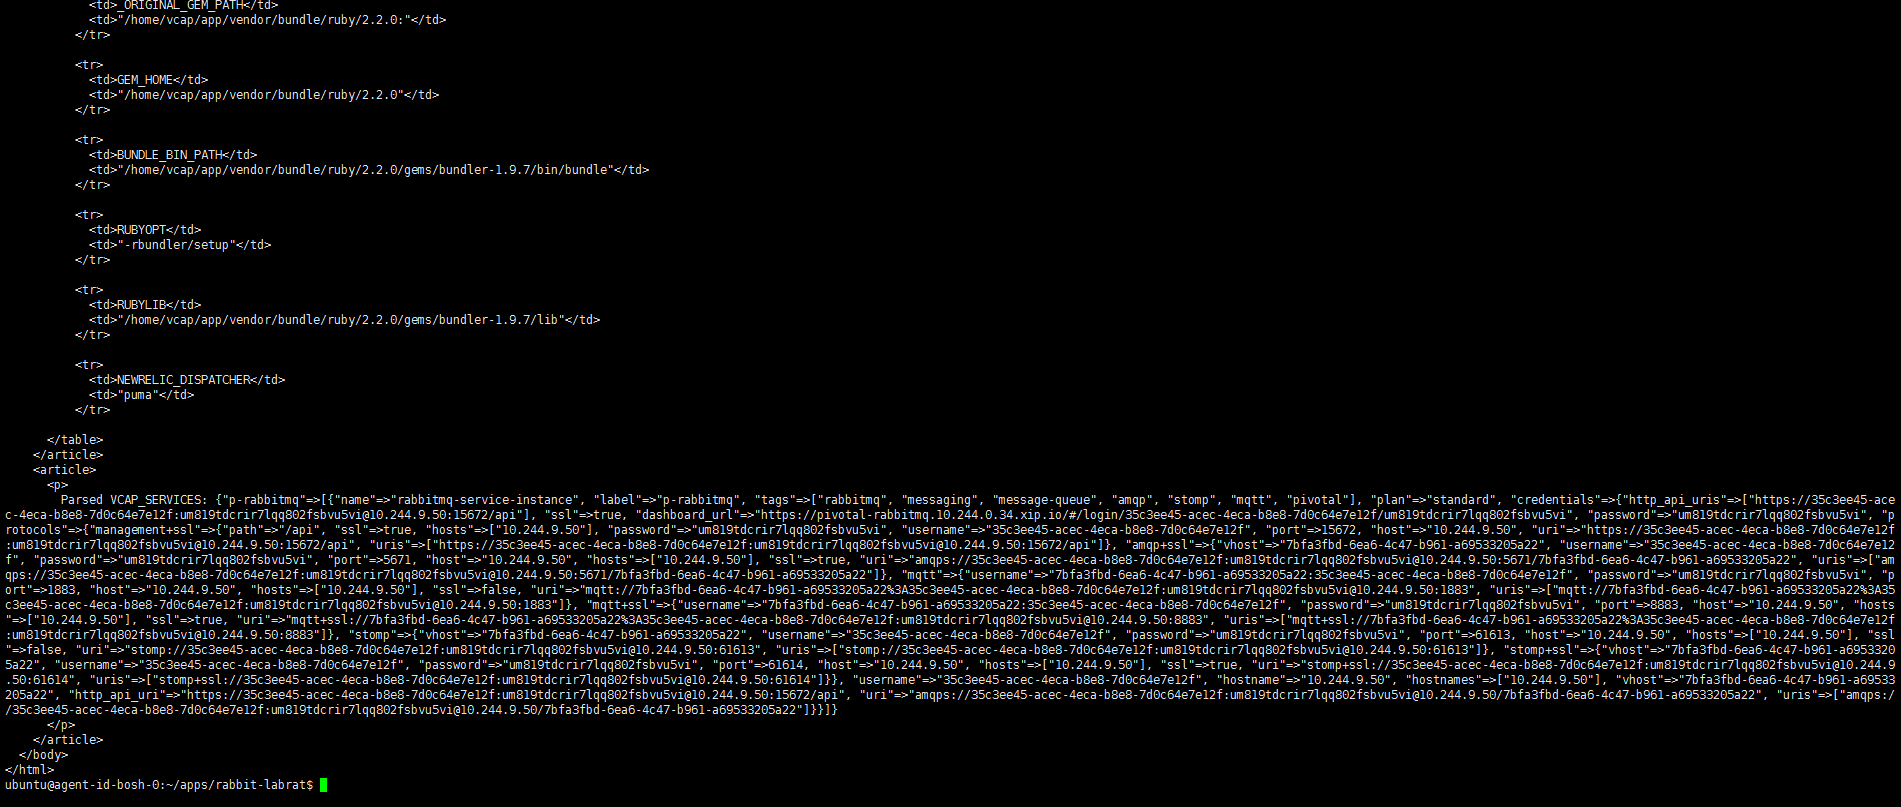 <td>_ORIGINAL_GEM_PATH</td>
<td>"/home/vcap/app/vendor/bundle/ruby/2.2.0:"</td>
</tr>
<tr>
<td>GEM_HOME</td>
<td>"/home/vcap/app/vendor/bundle/ruby/2.2.0"</td>
</tr>
<tr>
<td>BUNDLE_BIN_PATH</td>
<td>"/home/vcap/app/vendor/bundle/ruby/2.2.0/gems/bundler-1.9.7/bin/bundle"</td>
</tr>
<tr>
<td>RUBYOPT</td>
<td>"-rbundler/setup"</td>
</tr>
<tr>
<td>RUBYLIB</td>
<td>"/home/vcap/app/vendor/bundle/ruby/2.2.0/gems/bundler-1.9.7/lib"</td>
</tr>
<tr>
<td>NEWRELIC_DISPATCHER</td>
<td>"puma"</td>
</tr>
</table>
</article>
<article>
<p>
Parsed VCAP_SERVICES: {"p-rabbitmq"=>[{"name"=>"rabbitmq-service-instance", "label"=>"p-rabbitmq", "tags"=>["rabbitmq", "messaging", "message-queue", "amqp", "stomp", "mqtt", "pivotal"], "plan"=>"standard", "credentials"=>{"http_api_uris"=>["https://35c3ee45-ace
c-4eca-b8e8-7d0c64e7e12f:um819tdcrir7lqq802fsbvu5vi@10.244.9.50:15672/api"], "ssl"=>true, "dashboard_url"=>"https://pivotal-rabbitmq.10.244.0.34.xip.io/#/login/35c3ee45-acec-4eca-b8e8-7d0c64e7e12f/um819tdcrir7lqq802fsbvu5vi", "password"=>"um819tdcrir7lqq802fsbvu5vi", "p
rotocols"=>{"management+ssl"=>{"path"=>"/api", "ssl"=>true, "hosts"=>["10.244.9.50"], "password"=>"um819tdcrir7lqq802fsbvu5vi", "username"=>"35c3ee45-acec-4eca-b8e8-7d0c64e7e12f", "port"=>15672, "host"=>"10.244.9.50", "uri"=>"https://35c3ee45-acec-4eca-b8e8-7d0c64e7e12f
:um819tdcrir7lqq802fsbvu5vi@10.244.9.50:15672/api", "uris"=>["https://35c3ee45-acec-4eca-b8e8-7d0c64e7e12f:um819tdcrir7lqq802fsbvu5vi@10.244.9.50:15672/api"]}, "amqp+ssl"=>{"vhost"=>"7bfa3fbd-6ea6-4c47-b961-a69533205a22", "username"=>"35c3ee45-acec-4eca-b8e8-7d0c64e7e12
f", "password"=>"um819tdcrir7lqq802fsbvu5vi", "port"=>5671, "host"=>"10.244.9.50", "hosts"=>["10.244.9.50"], "ssl"=>true, "uri"=>"amqps://35c3ee45-acec-4eca-b8e8-7d0c64e7e12f:um819tdcrir7lqq802fsbvu5vi@10.244.9.50:5671/7bfa3fbd-6ea6-4c47-b961-a69533205a22", "uris"=>["am
qps://35c3ee45-acec-4eca-b8e8-7d0c64e7e12f:um819tdcrir7lqq802fsbvu5vi@10.244.9.50:5671/7bfa3fbd-6ea6-4c47-b961-a69533205a22"]}, "mqtt"=>{"username"=>"7bfa3fbd-6ea6-4c47-b961-a69533205a22:35c3ee45-acec-4eca-b8e8-7d0c64e7e12f", "password"=>"um819tdcrir7lqq802fsbvu5vi", "p
ort"=>1883, "host"=>"10.244.9.50", "hosts"=>["10.244.9.50"], "ssl"=>false, "uri"=>"mqtt://7bfa3fbd-6ea6-4c47-b961-a69533205a22%3A35c3ee45-acec-4eca-b8e8-7d0c64e7e12f:um819tdcrir7lqq802fsbvu5vi@10.244.9.50:1883", "uris"=>["mqtt://7bfa3fbd-6ea6-4c47-b961-a69533205a22%3A35
c3ee45-acec-4eca-b8e8-7d0c64e7e12f:um819tdcrir7lqq802fsbvu5vi@10.244.9.50:1883"]}, "mqtt+ssl"=>{"username"=>"7bfa3fbd-6ea6-4c47-b961-a69533205a22:35c3ee45-acec-4eca-b8e8-7d0c64e7e12f", "password"=>"um819tdcrir7lqq802fsbvu5vi", "port"=>8883, "host"=>"10.244.9.50", "hosts"
=>["10.244.9.50"], "ssl"=>true, "uri"=>"mqtt+ssl://7bfa3fbd-6ea6-4c47-b961-a69533205a22%3A35c3ee45-acec-4eca-b8e8-7d0c64e7e12f:um819tdcrir7lqq802fsbvu5vi@10.244.9.50:8883", "uris"=>["mqtt+ssl://7bfa3fbd-6ea6-4c47-b961-a69533205a22%3A35c3ee45-acec-4eca-b8e8-7d0c64e7e12f
:um819tdcrir7lqq802fsbvu5vi@10.244.9.50:8883"]}, "stomp"=>{"vhost"=>"7bfa3fbd-6ea6-4c47-b961-a69533205a22", "username"=>"35c3ee45-acec-4eca-b8e8-7d0c64e7e12f", "password"=>"um819tdcrir7lqq802fsbvu5vi", "port"=>61613, "host"=>"10.244.9.50", "hosts"=>["10.244.9.50"], "ssl"
=>false, "uri"=>"stomp://35c3ee45-acec-4eca-b8e8-7d0c64e7e12f:um819tdcrir7lqq802fsbvu5vi@10.244.9.50:61613", "uris"=>["stomp://35c3ee45-acec-4eca-b8e8-7d0c64e7e12f:um819tdcrir7lqq802fsbvu5vi@10.244.9.50:61613"]}, "stomp+ssl"=>{"vhost"=>"7bfa3fbd-6ea6-4c47-b961-a6953320
5a22", "username"=>"35c3ee45-acec-4eca-b8e8-7d0c64e7e12f", "password"=>"um819tdcrir7lqq802fsbvu5vi", "port"=>61614, "host"=>"10.244.9.50", "hosts"=>["10.244.9.50"], "ssl"=>true, "uri"=>"stomp+ssl://35c3ee45-acec-4eca-b8e8-7d0c64e7e12f:um819tdcrir7lqq802fsbvu5vi@10.244.9
.50:61614", "uris"=>["stomp+ssl://35c3ee45-acec-4eca-b8e8-7d0c64e7e12f:um819tdcrir7lqq802fsbvu5vi@10.244.9.50:61614"]}}, "username"=>"35c3ee45-acec-4eca-b8e8-7d0c64e7e12f", "hostname"=>"10.244.9.50", "hostnames"=>["10.244.9.50"], "vhost"=>"7bfa3fbd-6ea6-4c47-b961-a69533
205a22", "http_api_uri"=>"https://35c3ee45-acec-4eca-b8e8-7d0c64e7e12f:um819tdcrir7lqq802fsbvu5vi@10.244.9.50:15672/api", "uri"=>"amqps://35c3ee45-acec-4eca-b8e8-7d0c64e7e12f:um819tdcrir7lqq802fsbvu5vi@10.244.9.50/7bfa3fbd-6ea6-4c47-b961-a69533205a22", "uris"=>["amqps:/
/35c3ee45-acec-4eca-b8e8-7d0c64e7e12f:um819tdcrir7lqq802fsbvu5vi@10.244.9.50/7bfa3fbd-6ea6-4c47-b961-a69533205a22"]}}]}
</p>
</article>
</body>
</html>
ubuntu@agent-id-bosh-0:~/apps/rabbit-labrat$